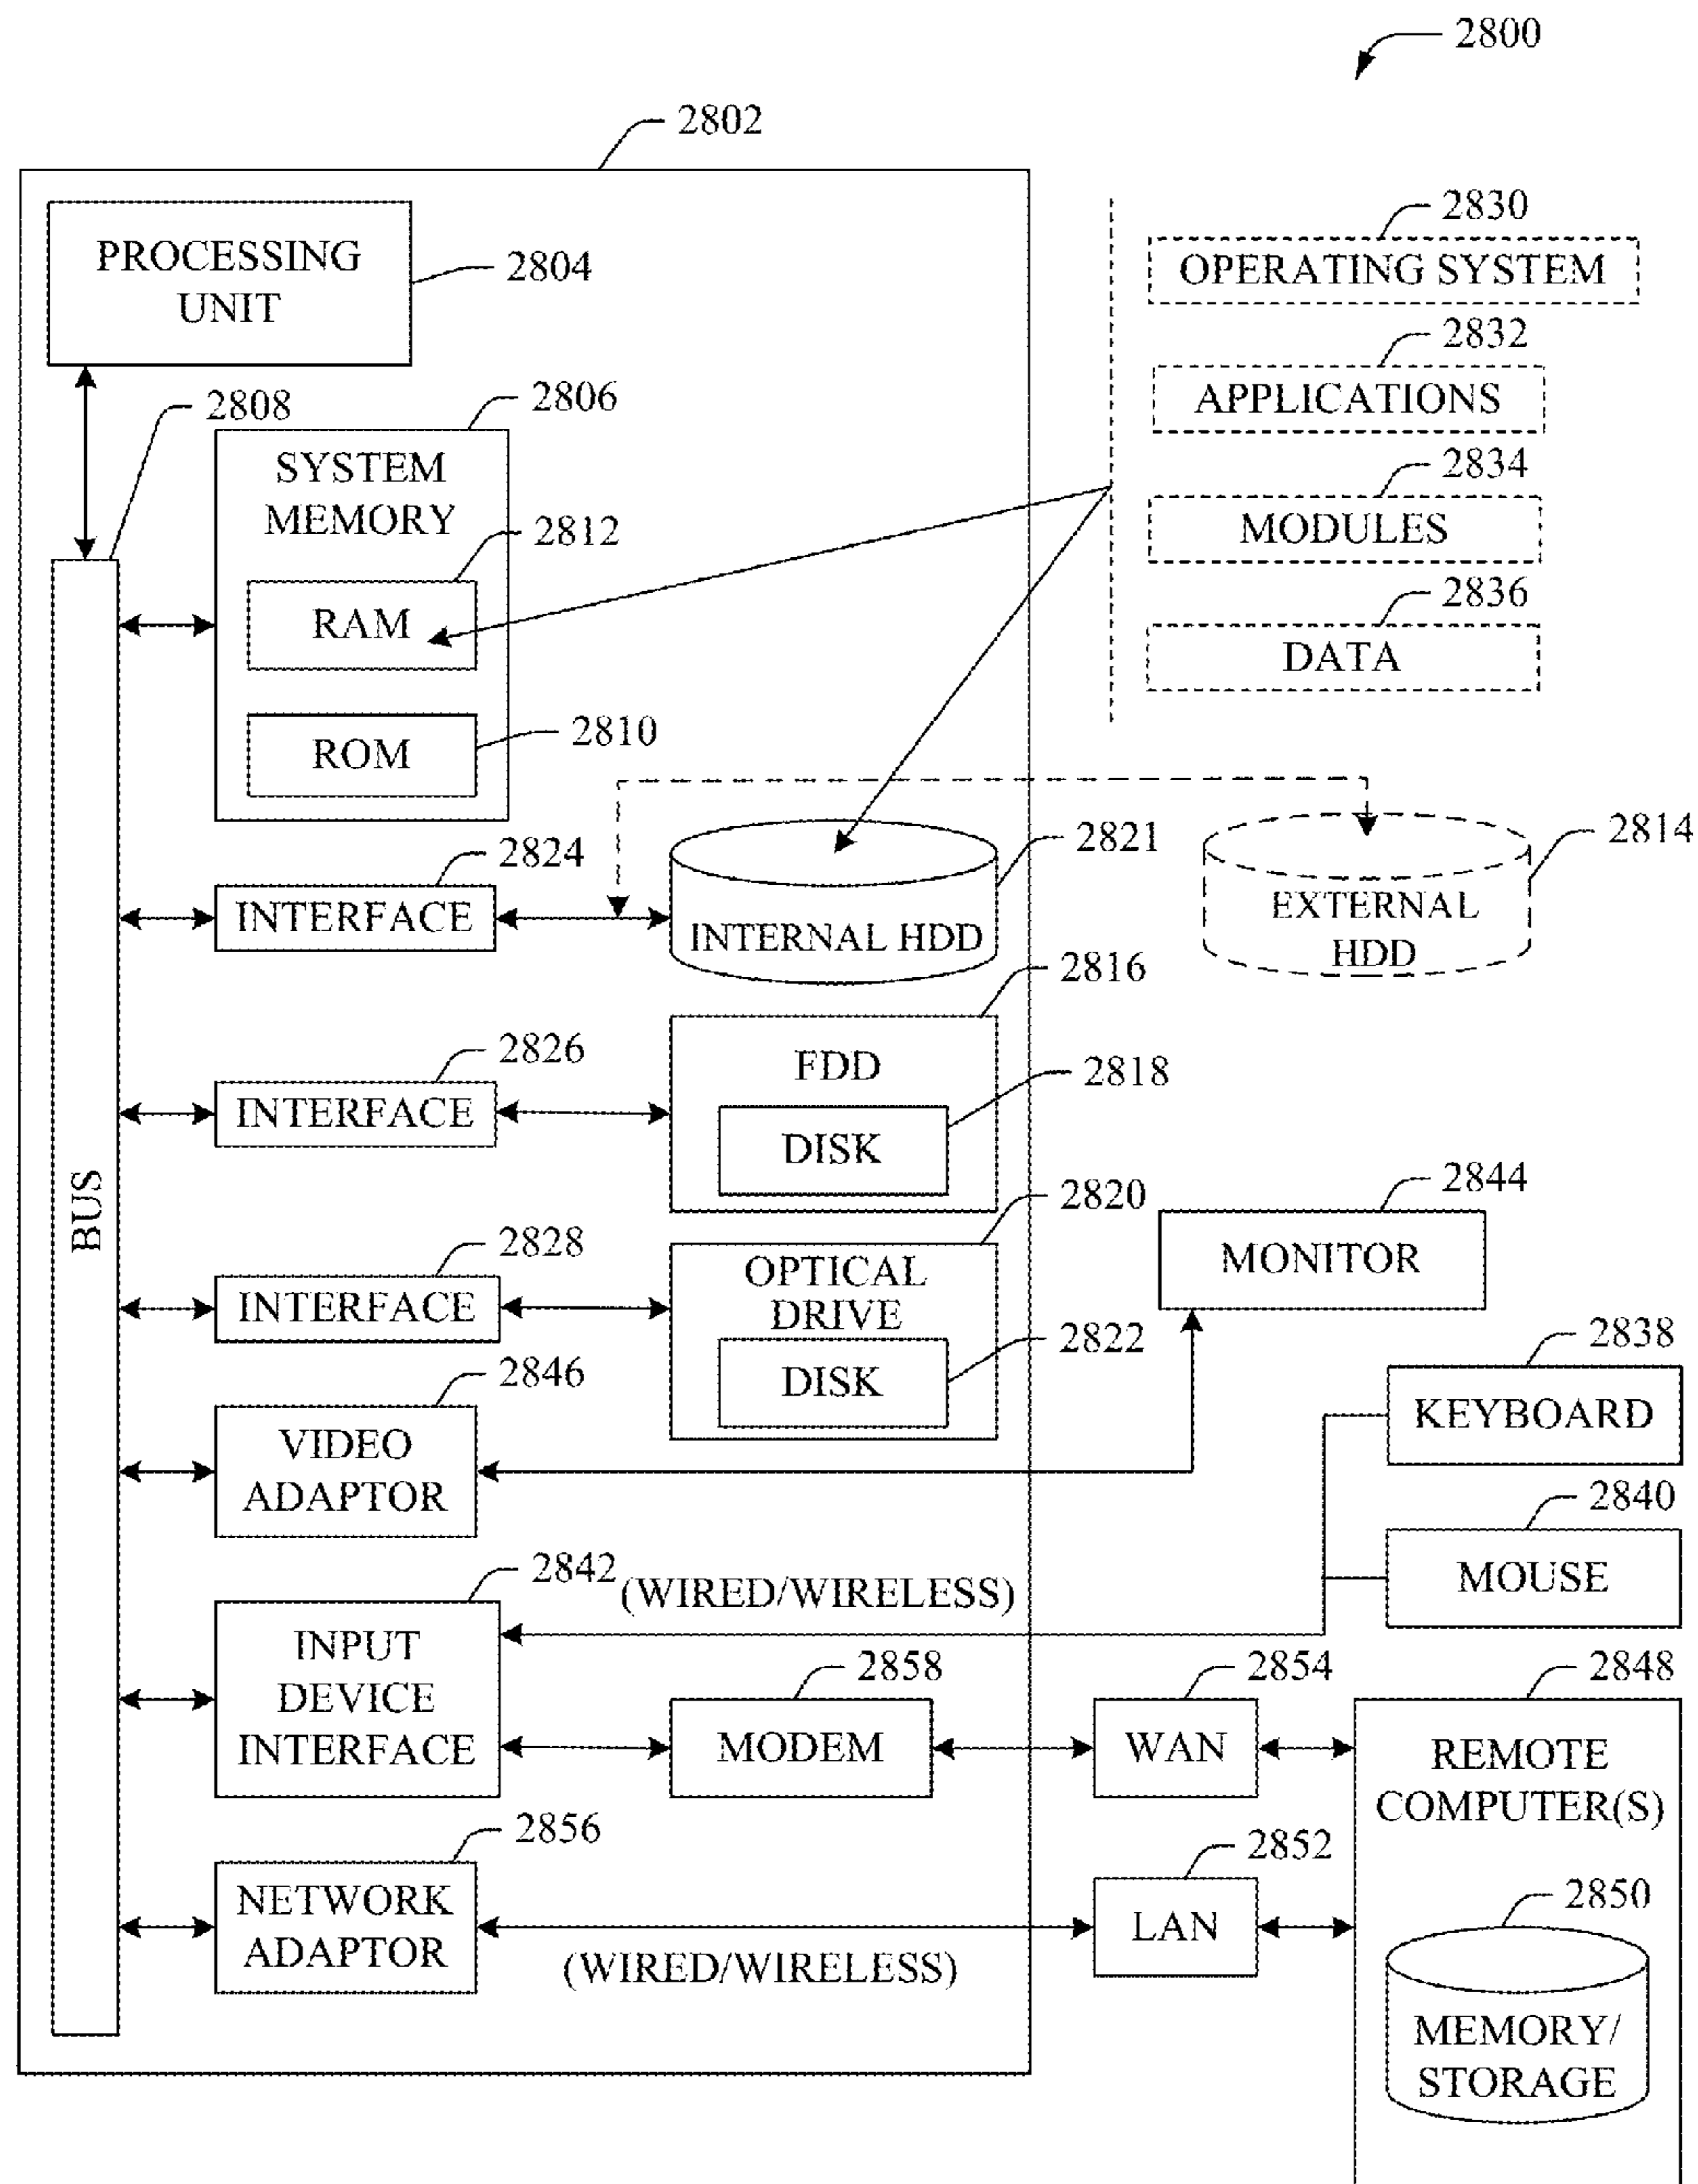 2800
2802
PROCESSING
UNIT
2804
2830
OPERATING SYSTEM
2832
APPLICATIONS
2834
MODULES
2836
DATA
2808
2806
SYSTEM
MEMORY
2812
RAM
2810
ROM
2824
INTERFACE
2821
INTERNAL HDD
2814
EXTERNAL
HDD
2826
INTERFACE
2816
FDD
2818
DISK
BUS
2828
INTERFACE
2820
OPTICAL
DRIVE
2822
DISK
2844
MONITOR
2846
VIDEO
ADAPTOR
2838
KEYBOARD
2840
MOUSE
2842
(WIRED/WIRELESS)
INPUT
DEVICE
INTERFACE
2858
MODEM
2854
WAN
2848
REMOTE
COMPUTER(S)
2856
NETWORK
ADAPTOR
(WIRED/WIRELESS)
2852
LAN
2850
MEMORY/
STORAGE